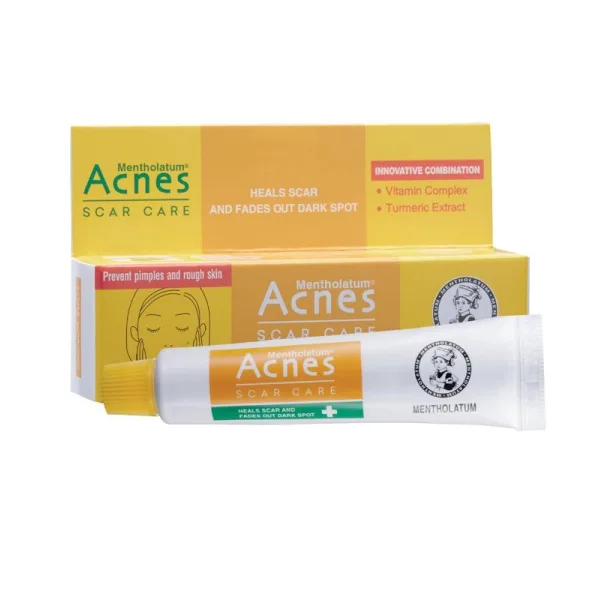 Mentholatum®
Acnes
SCAR CARE
HEALS SCAR
AND FADES OUT DARK SPOT
INNOVATIVE COMBINATION
• Vitamin Complex
• Turmeric Extract
Prevent pimples and rough skin
Mentholatum®
Acnes
SCAR CARE
Mentholatum®
Acnes
SCAR CARE
HEALS SCAR AND
FADES OUT DARK SPOT
MENTHOLATUM